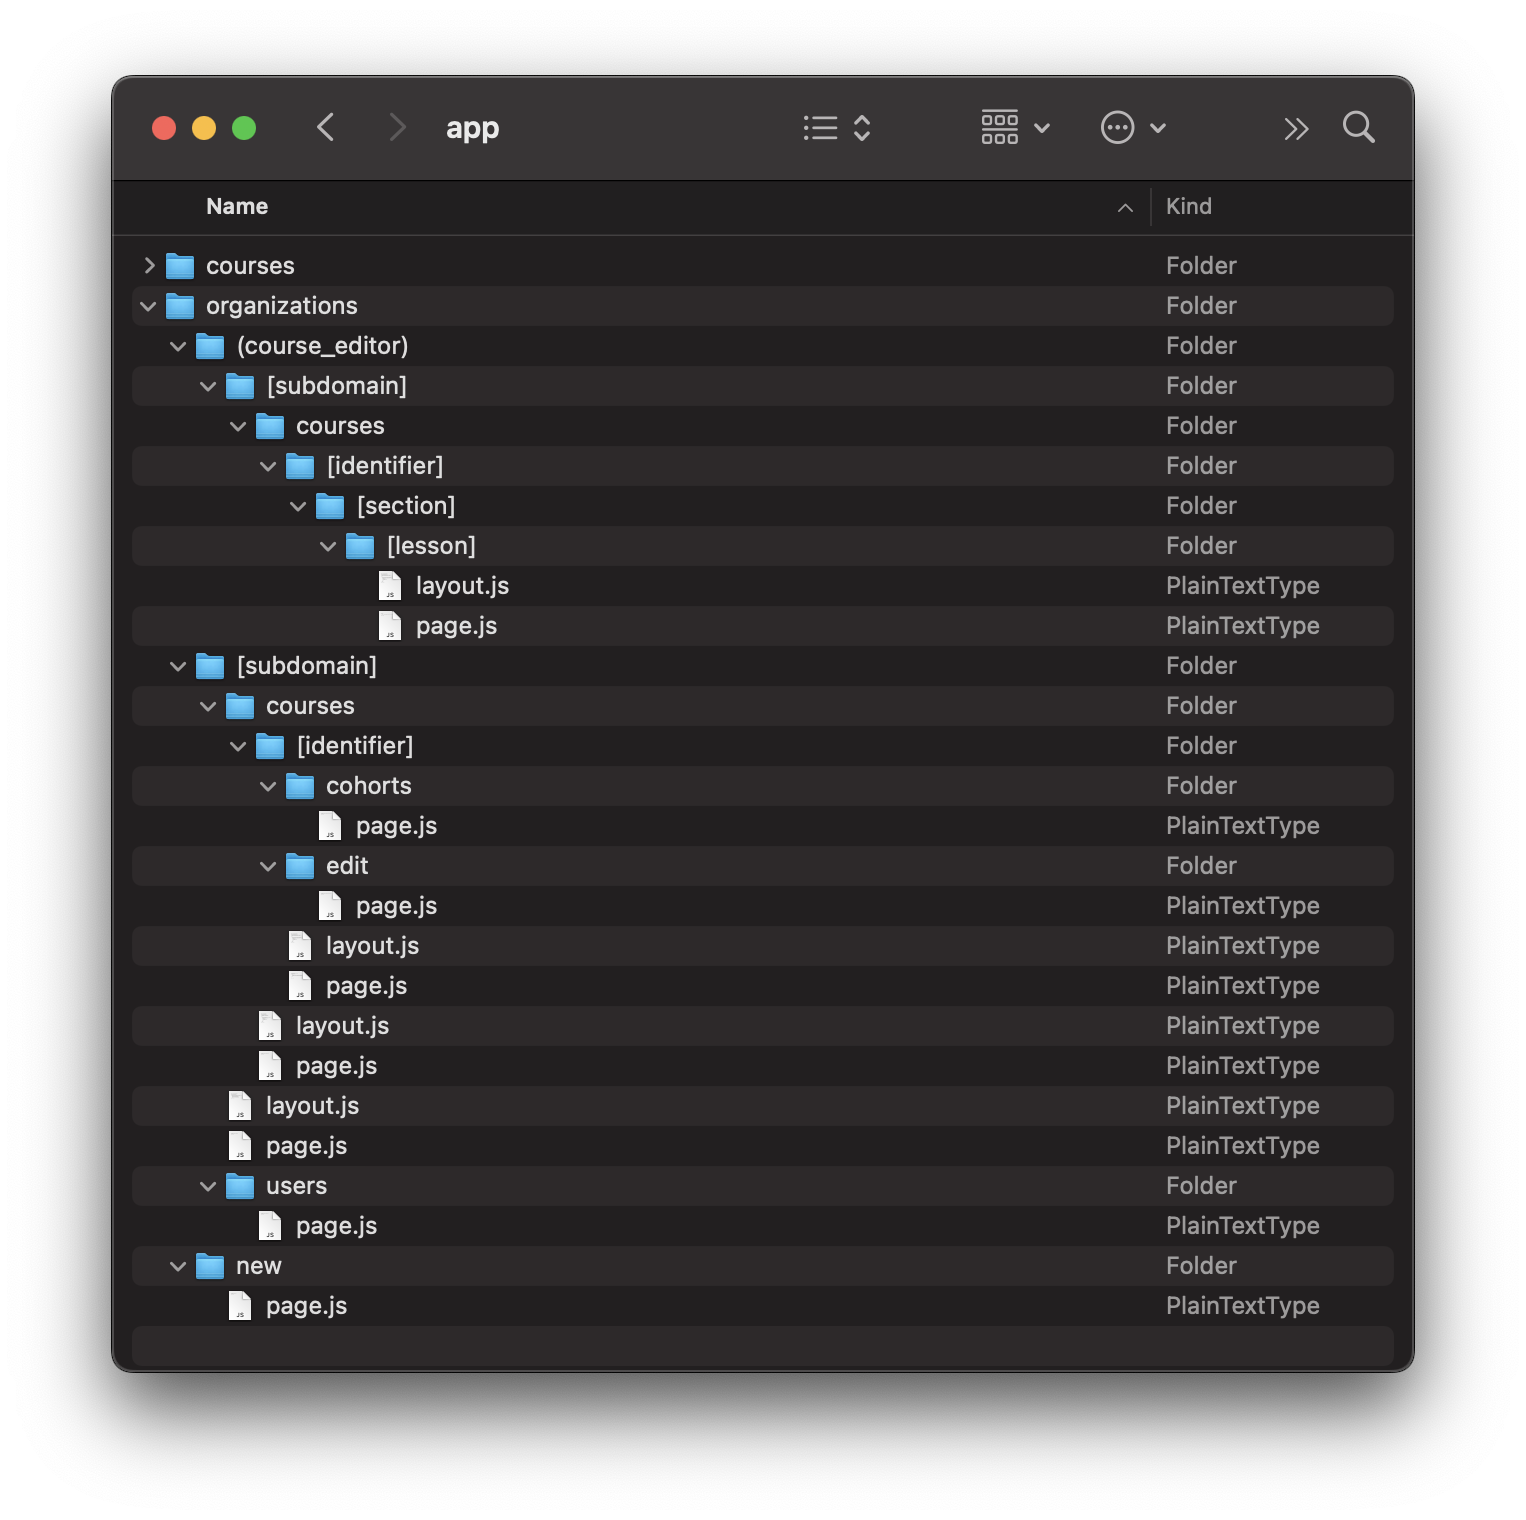 app
Name Kind
courses Folder
organizations Folder
(course_editor) Folder
[subdomain] Folder
courses Folder
[identifier] Folder
[section] Folder
[lesson] Folder
layout.js PlainTextType
page.js PlainTextType
[subdomain] Folder
courses Folder
[identifier] Folder
cohorts Folder
page.js PlainTextType
edit Folder
page.js PlainTextType
layout.js PlainTextType
page.js PlainTextType
layout.js PlainTextType
page.js PlainTextType
layout.js PlainTextType
page.js PlainTextType
users Folder
page.js PlainTextType
new Folder
page.js PlainTextType